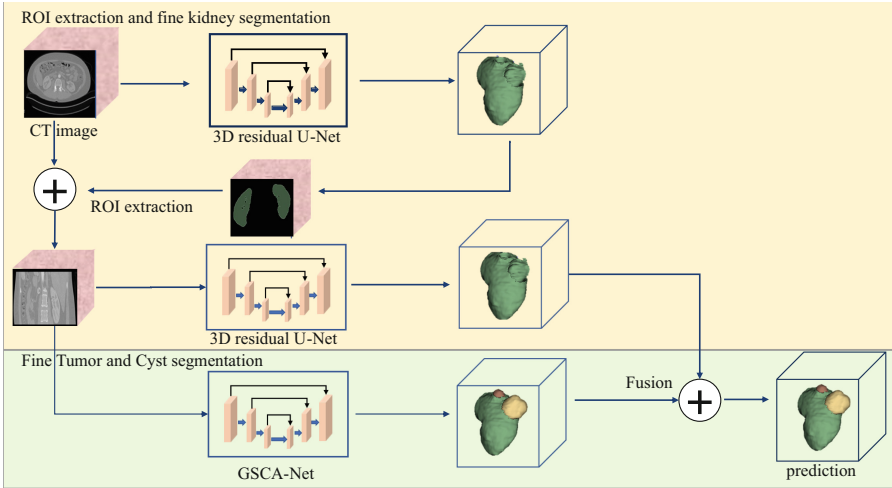 ROI extraction and fine kidney segmentation
CT image
3D residual U-Net
ROI extraction
3D residual U-Net
Fine Tumor and Cyst segmentation
Fusion
GSCA-Net
prediction